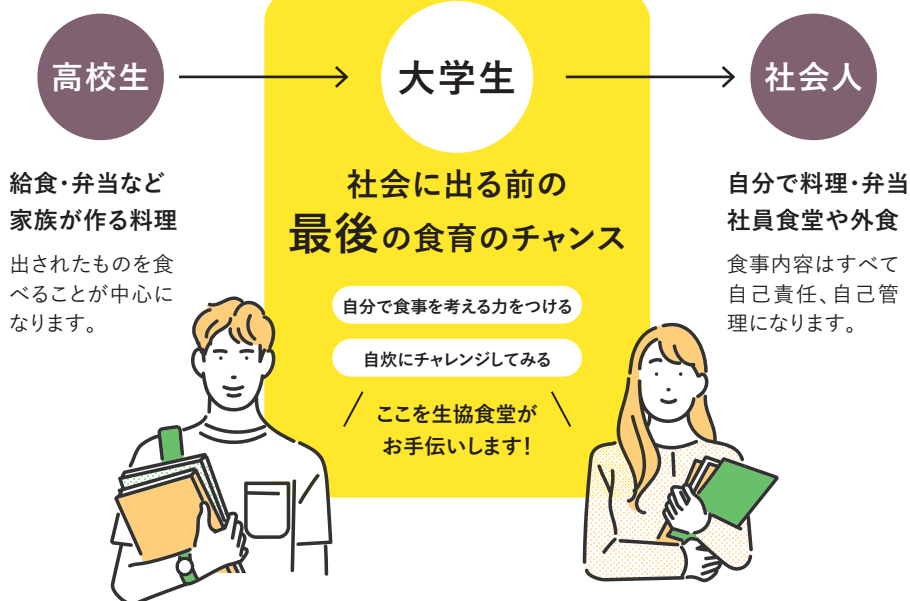 高校生
大学生
社会人
給食・弁当など
家族が作る料理
出されたものを食
べることが中心に
なります。
社会に出る前の
最後の食育のチャンス
自分で食事を考える力をつける
自炊にチャレンジしてみる
ここを生協食堂が
お手伝いします！
自分で料理・弁当
社員食堂や外食
食事内容はすべて
自己責任、自己管
理になります。